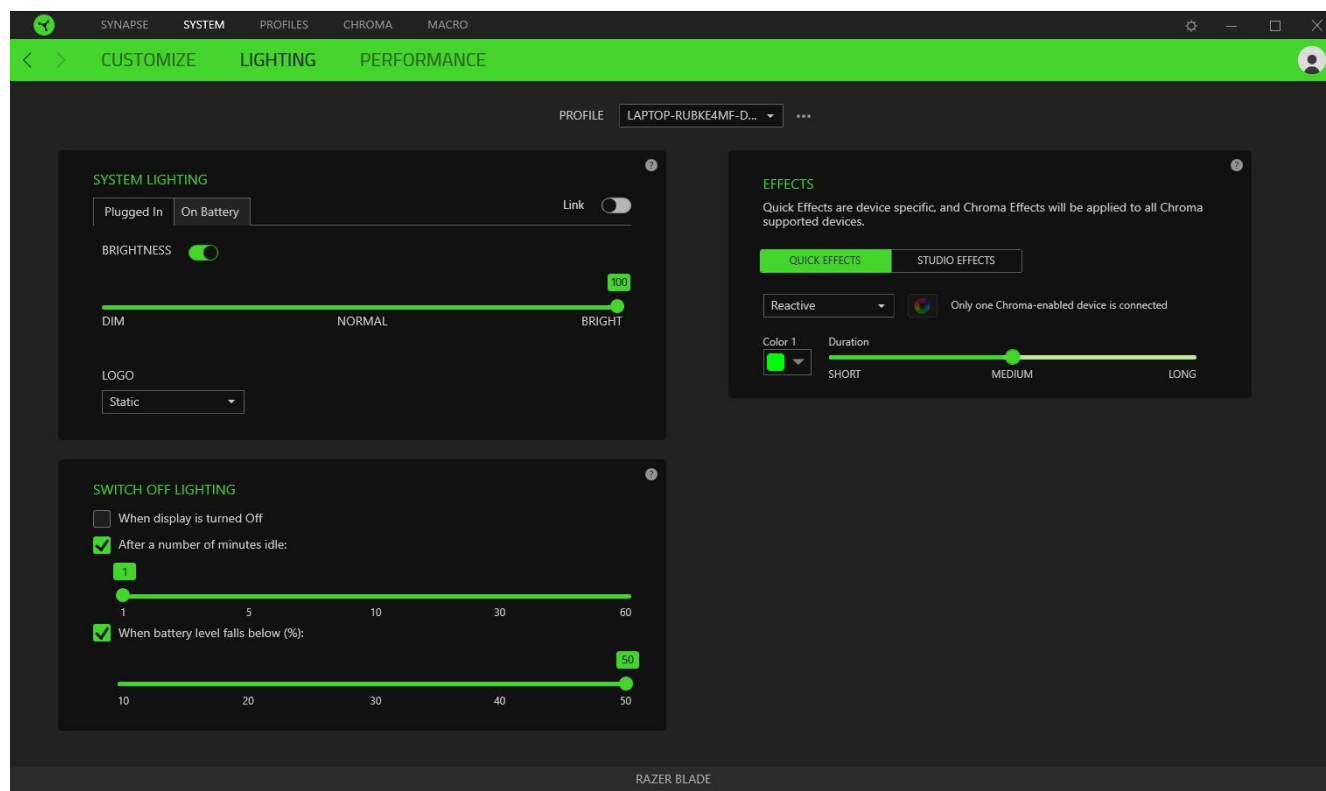 SYNAPSE SYSTEM PROFILES CHROMA MACRO
CUSTOMIZE LIGHTING PERFORMANCE
PROFILE LAPTOP-RUBKE4MF-D...
SYSTEM LIGHTING
Plugged In On Battery Link
BRIGHTNESS
100
DIM NORMAL BRIGHT
LOGO
Static
EFFECTS
Quick Effects are device specific, and Chroma Effects will be applied to all Chroma
supported devices.
QUICK EFFECTS STUDIO EFFECTS
Reactive Only one Chroma-enabled device is connected
Color 1 Duration
SHORT MEDIUM LONG
SWITCH OFF LIGHTING
When display is turned Off
After a number of minutes idle:
1
1 5 10 30 60
When battery level falls below (%):
50
10 20 30 40 50
RAZER BLADE